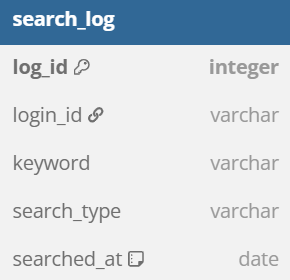 search_log
log_id integer
login_id varchar
keyword varchar
search_type varchar
searched_at date